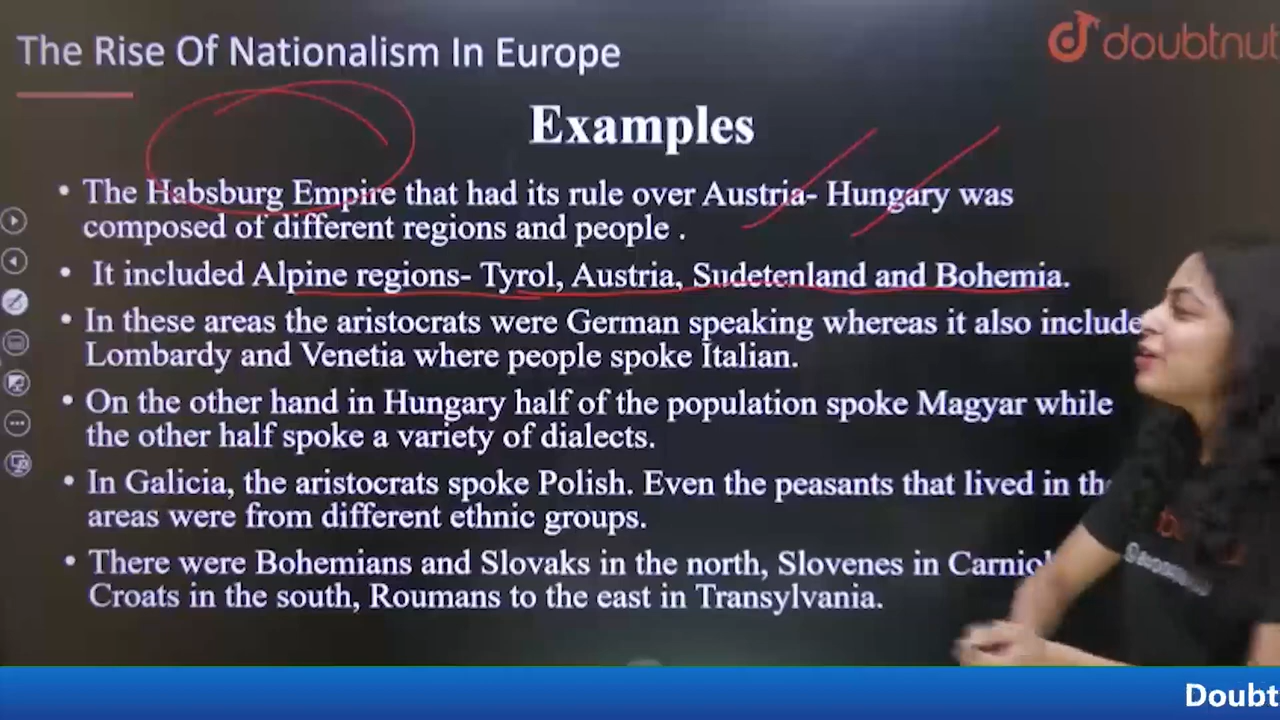 The Rise Of Nationalism In Europe
doubtnut
Examples
• The Habsburg Empire that had its rule over Austria- Hungary was
composed of different regions and people .
• It included Alpine regions- Tyrol, Austria, Sudetenland and Bohemia.
• In these areas the aristocrats were German speaking whereas it also include
Lombardy and Venetia where people spoke Italian.
• On the other hand in Hungary half of the population spoke Magyar while
the other half spoke a variety of dialects.
• In Galicia, the aristocrats spoke Polish. Even the peasants that lived in
areas were from different ethnic groups.
• There were Bohemians and Slovaks in the north, Slovenes in
Croats in the south, Roumans to the east in Transylvania.
Doubt